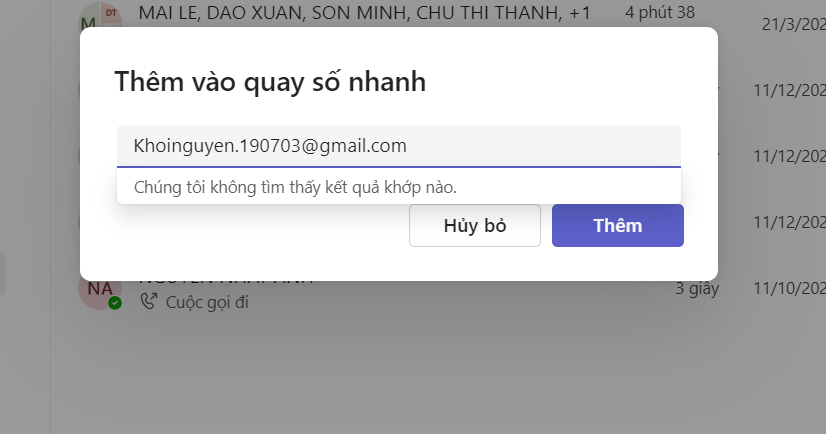 DT
M
MAI LE, DAO XUAN, SON MINH, CHU THI THANH, +1
4 phút 38
21/3/202
Thêm vào quay số nhanh
11/12/202
Khoinguyen.190703@gmail.com
11/12/202
Chúng tôi không tìm thấy kết quả khớp nào.
Hủy bỏ
Thêm
11/12/202
NA
3 giây
11/10/202
Cuộc gọi đi